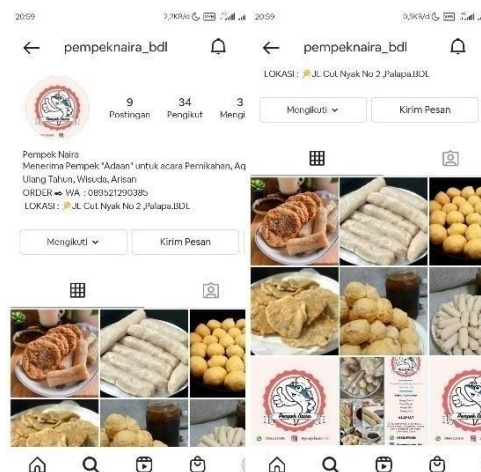 20:59
2,2KB/d
pempeknaira_bdl
9
34
3
Postingan
Pengikut
Mengi
Pempek Naira
Menerima Pempek "Adaan" untuk acara Pernikahan, Aq
Ulang Tahun, Wisuda, Arisan
ORDER WA : 089521290385
LOKASI : JL Cut Nyak No 2 ,Palapa.BDL
Mengikuti
Kirim Pesan
20:59
0,5KB/d
pempeknaira_bdl
LOKASI : JL Cut Nyak No 2 ,Palapa.BDL
Mengikuti
Kirim Pesan
Pempek Naira